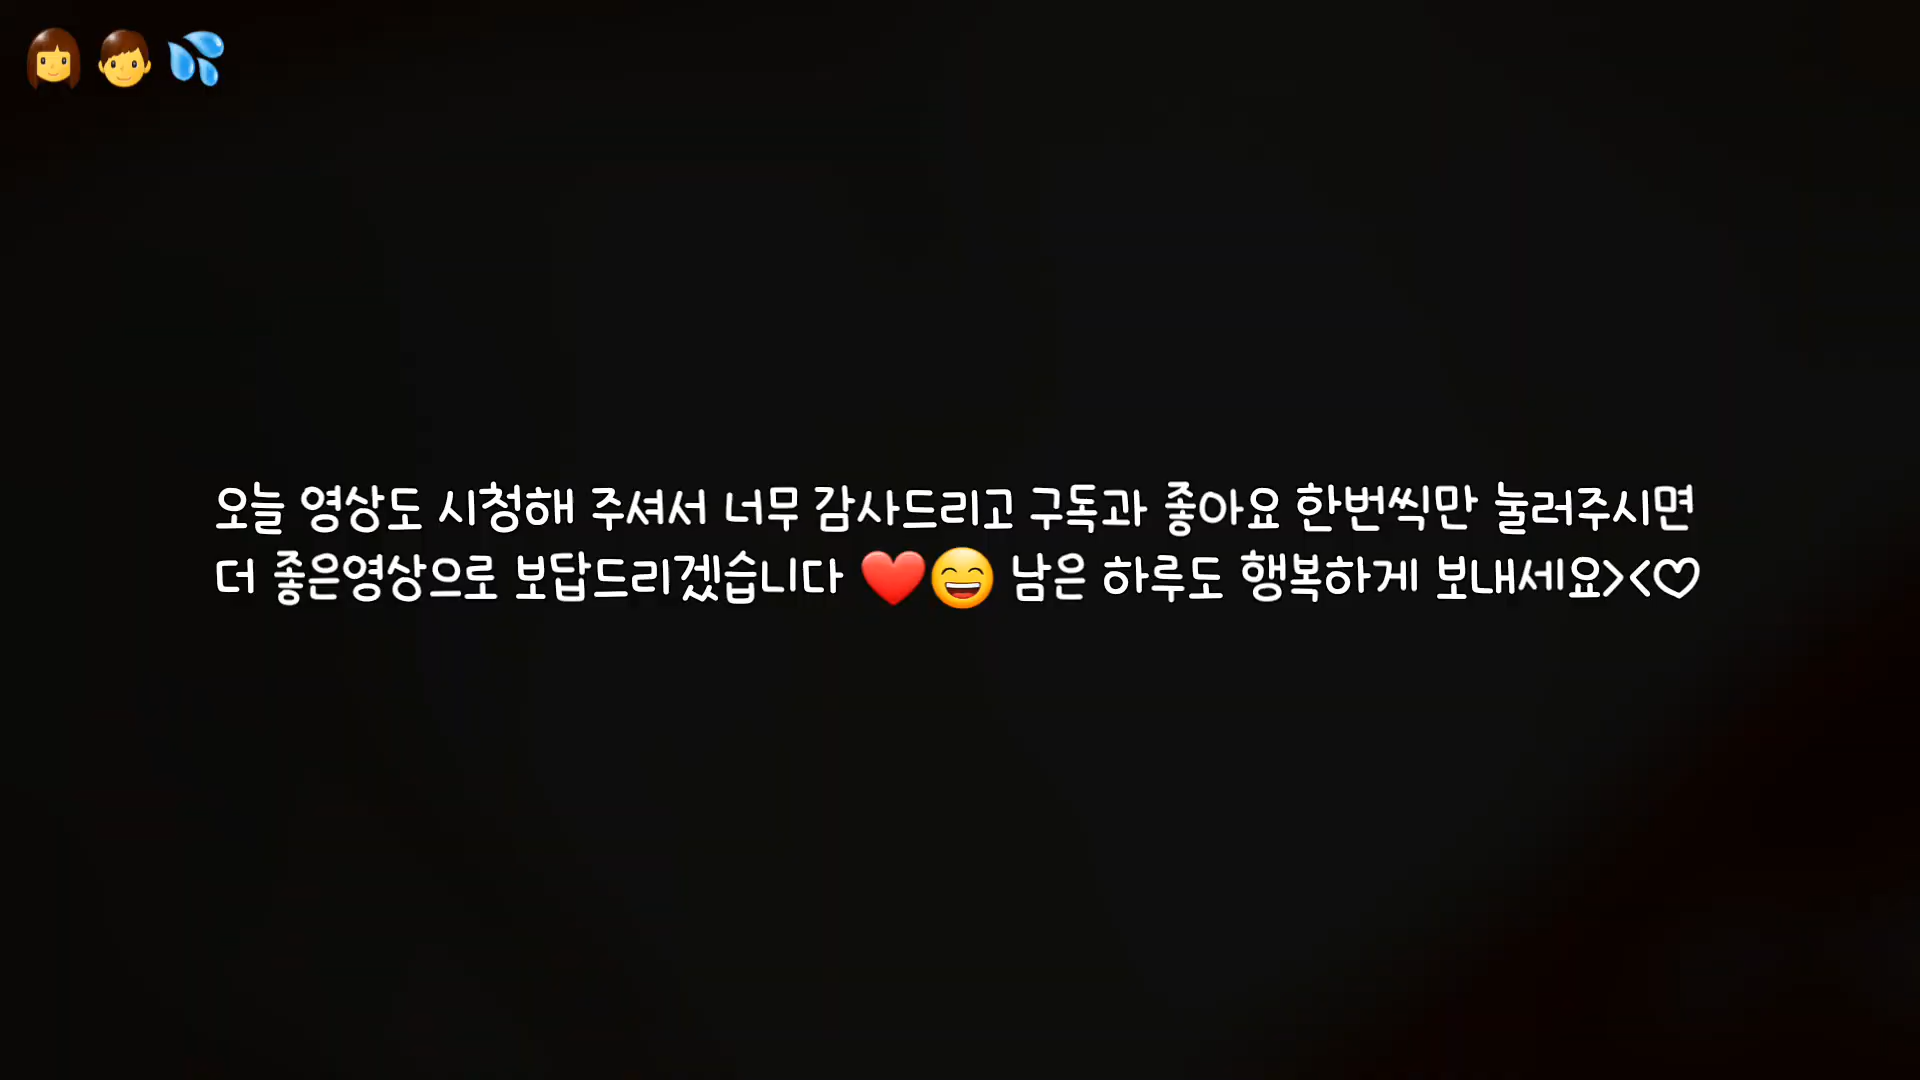 👩👦💦
오늘 영상도 시청해 주셔서 너무 감사드리고 구독과 좋아요 한번씩만 눌러주시면
더 좋은영상으로 보답드리겠습니다 ❤️😄 남은 하루도 행복하게 보내세요><♡